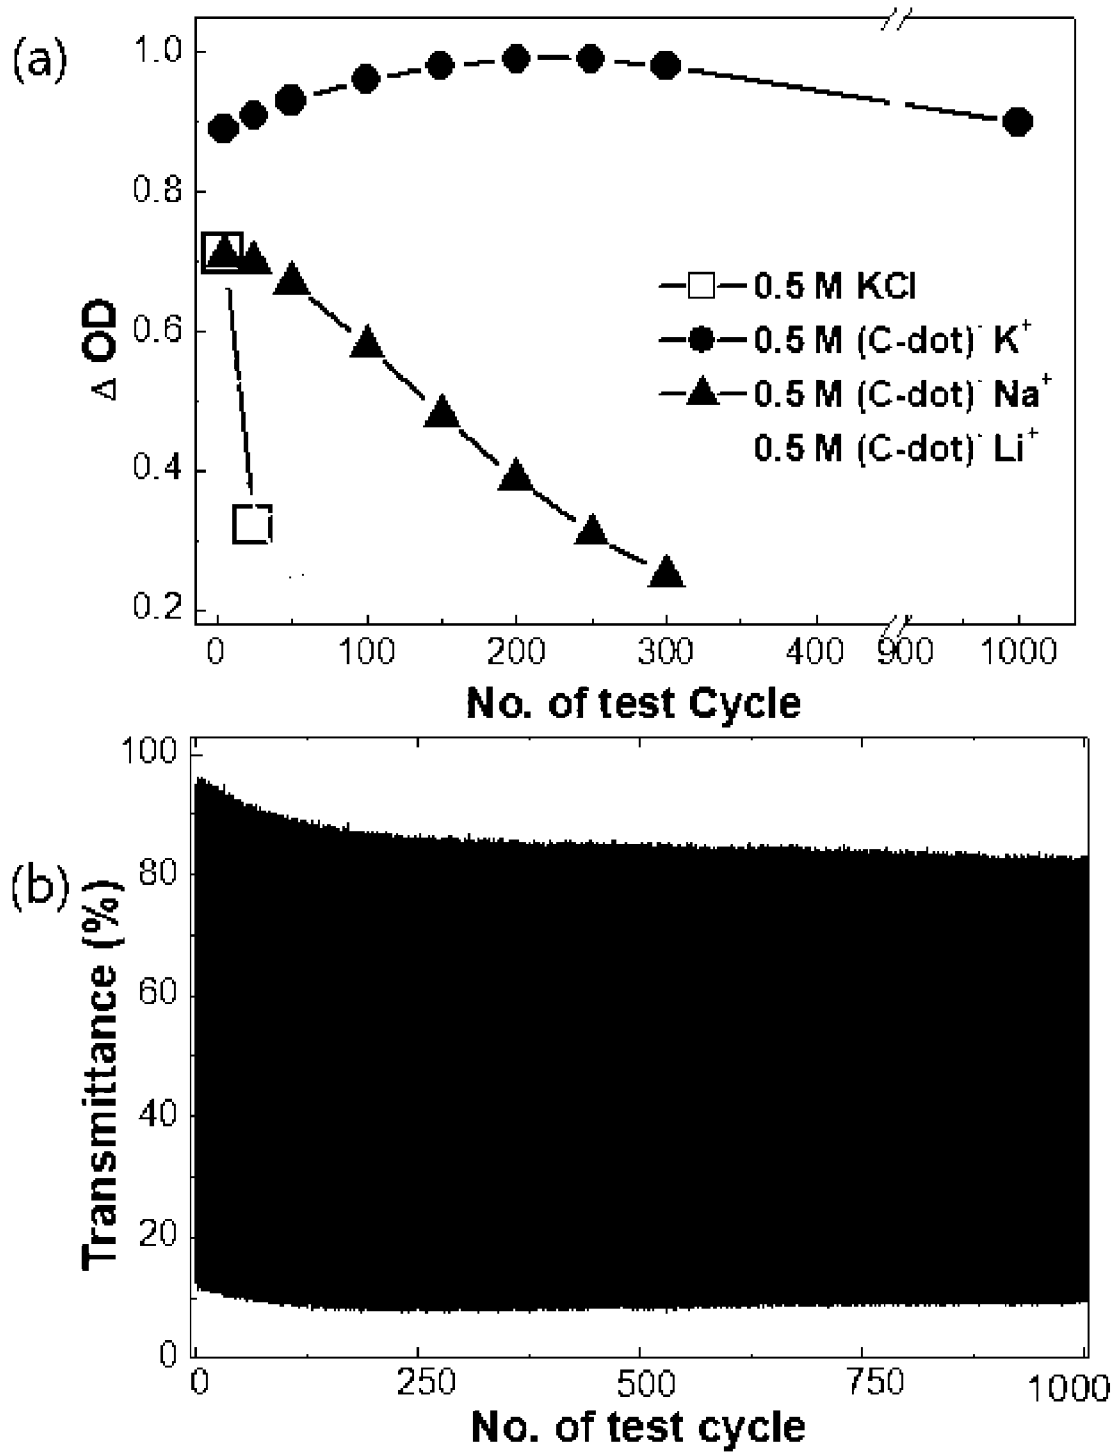 (a)
1.0
0.8
0.6
0.4
0.2
Δ OD
0.5 M KCl
0.5 M (C-dot)⁻ K⁺
0.5 M (C-dot)⁻ Na⁺
0.5 M (C-dot)⁻ Li⁺
0 100 200 300 400 900 1000
No. of test Cycle
(b)
100
80
60
40
20
0
Transmittance (%)
0 250 500 750 1000
No. of test cycle